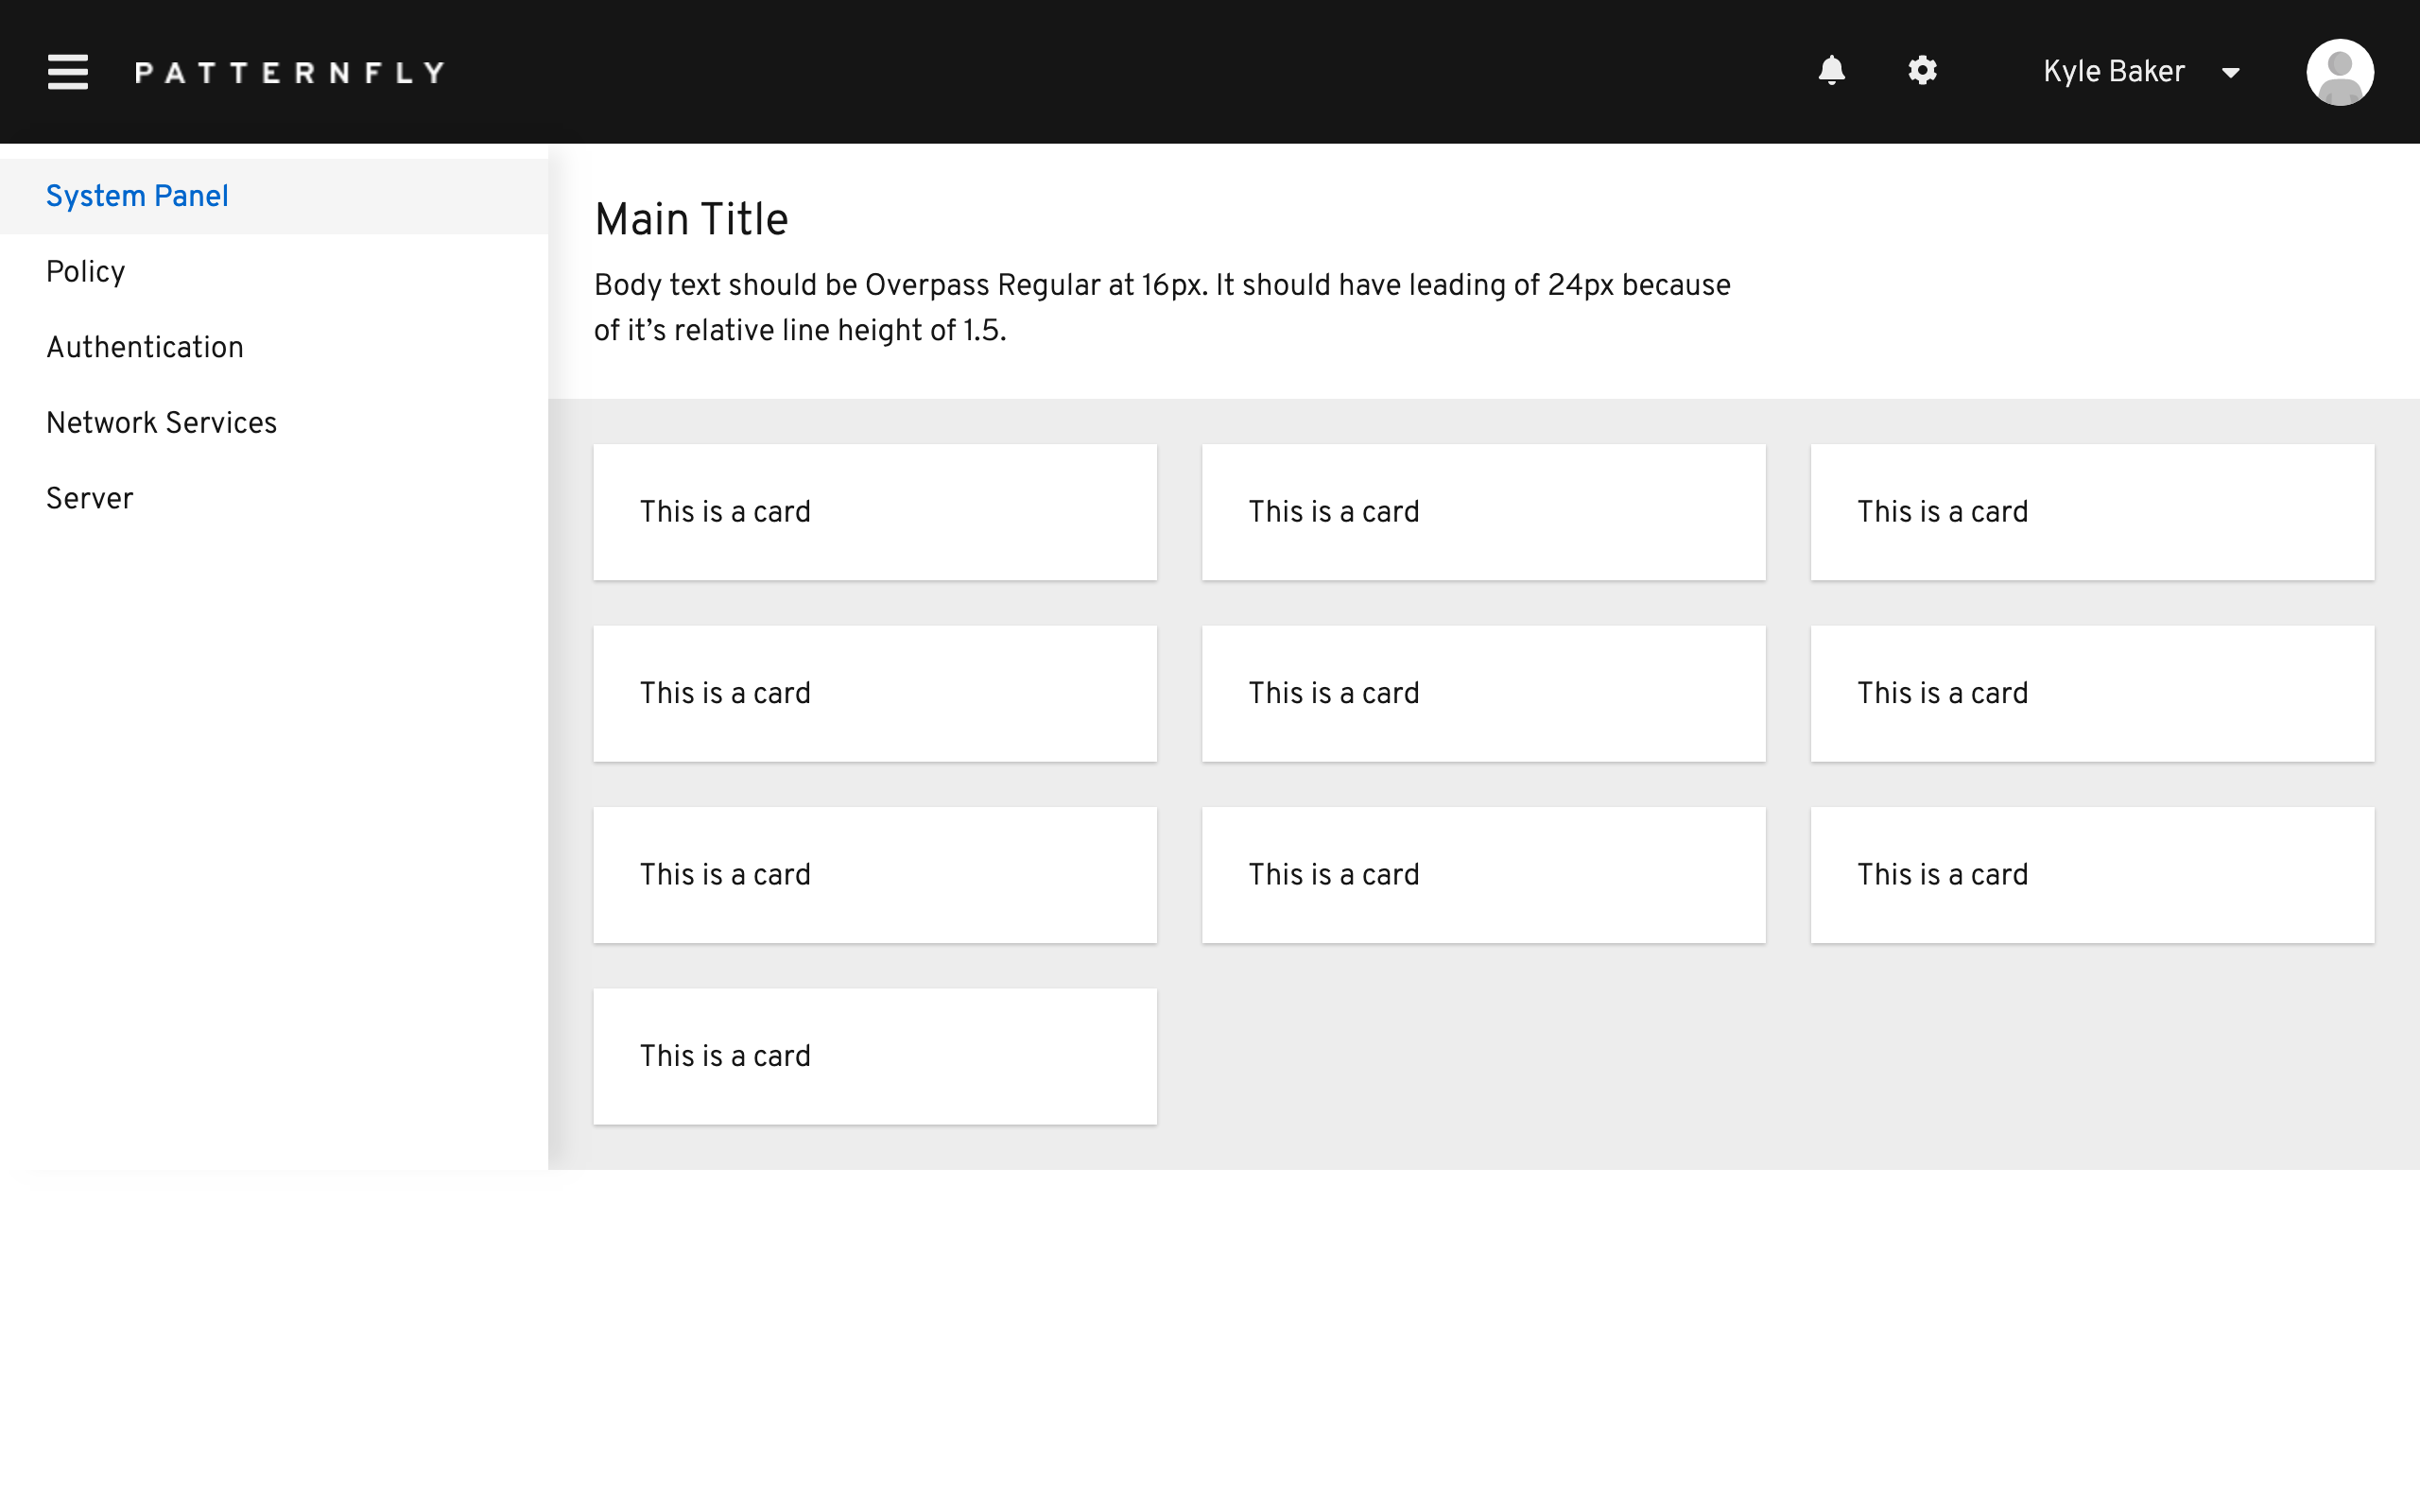 PATTERNFLY
Kyle Baker
System Panel
Policy
Authentication
Network Services
Server
Main Title
Body text should be Overpass Regular at 16px. It should have leading of 24px because
of it’s relative line height of 1.5.
This is a card
This is a card
This is a card
This is a card
This is a card
This is a card
This is a card
This is a card
This is a card
This is a card